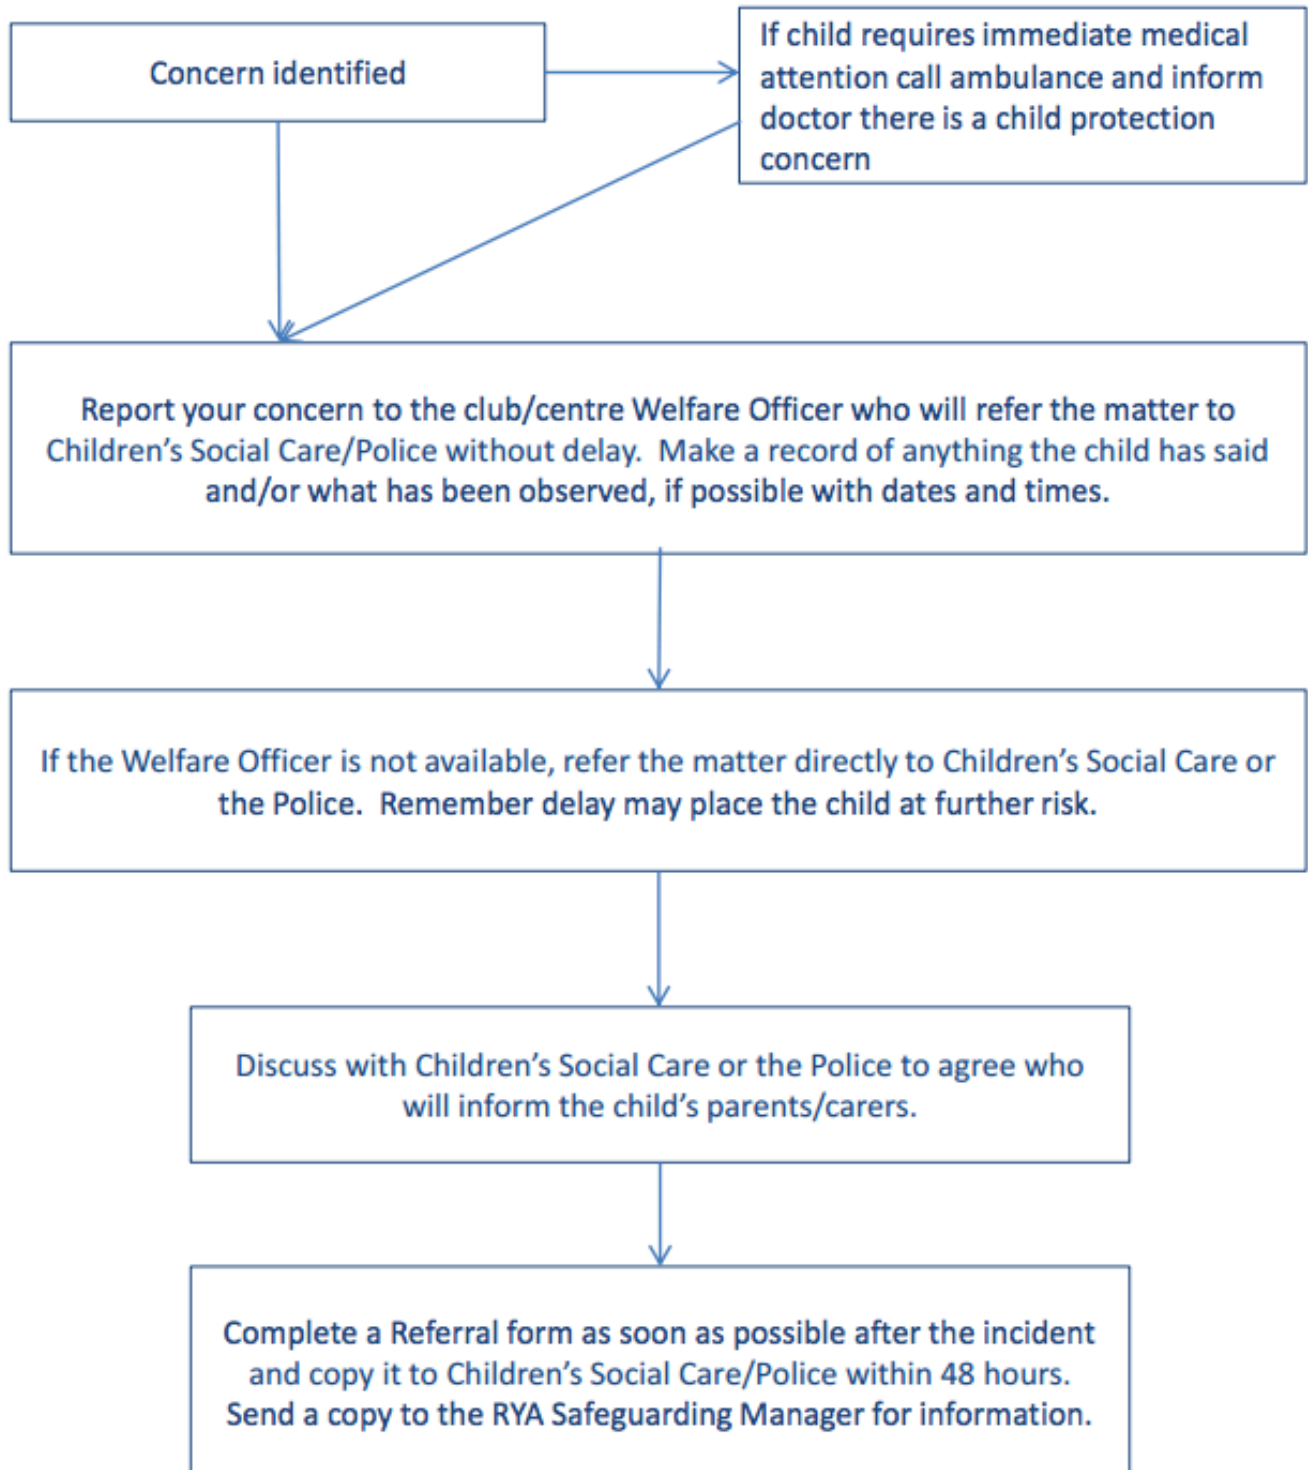 Concern identified
If child requires immediate medical
attention call ambulance and inform
doctor there is a child protection
concern
Report your concern to the club/centre Welfare Officer who will refer the matter to
Children’s Social Care/Police without delay.  Make a record of anything the child has said
and/or what has been observed, if possible with dates and times.
If the Welfare Officer is not available, refer the matter directly to Children’s Social Care or
the Police.  Remember delay may place the child at further risk.
Discuss with Children’s Social Care or the Police to agree who
will inform the child’s parents/carers.
Complete a Referral form as soon as possible after the incident
and copy it to Children’s Social Care/Police within 48 hours.
Send a copy to the RYA Safeguarding Manager for information.